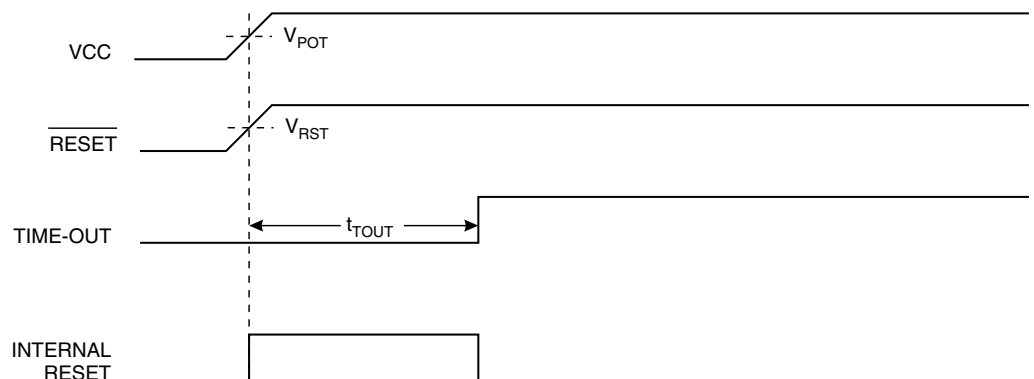 VCC
VPOT
RESET
VRST
TIME-OUT
tTOUT
INTERNAL
RESET